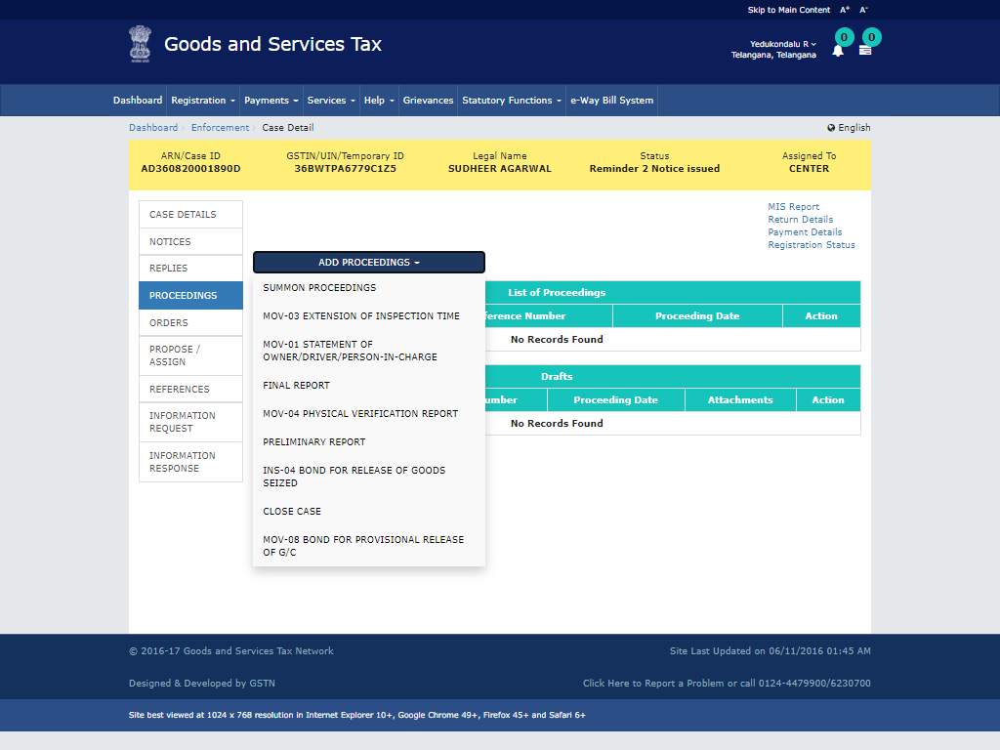 Skip to Main Content A+ A-
Goods and Services Tax
Yedukondalu R
Telangana, Telangana
0
0
Dashboard Registration Payments Services Help Grievances Statutory Functions e-Way Bill System
Dashboard › Enforcement › Case Detail
English
ARN/Case ID GSTIN/UIN/Temporary ID Legal Name Status Assigned To
AD360820001890D 36BWTPA6779C1Z5 SUDHEER AGARWAL Reminder 2 Notice issued CENTER
CASE DETAILS
NOTICES
REPLIES
PROCEEDINGS
ORDERS
PROPOSE /
ASSIGN
REFERENCES
INFORMATION
REQUEST
INFORMATION
RESPONSE
MIS Report
Return Details
Payment Details
Registration Status
ADD PROCEEDINGS
SUMMON PROCEEDINGS
MOV-03 EXTENSION OF INSPECTION TIME
MOV-01 STATEMENT OF
OWNER/DRIVER/PERSON-IN-CHARGE
FINAL REPORT
MOV-04 PHYSICAL VERIFICATION REPORT
PRELIMINARY REPORT
INS-04 BOND FOR RELEASE OF GOODS
SEIZED
CLOSE CASE
MOV-08 BOND FOR PROVISIONAL RELEASE
OF G/C
List of Proceedings
ference Number Proceeding Date Action
No Records Found
Drafts
umber Proceeding Date Attachments Action
No Records Found
© 2016-17 Goods and Services Tax Network
Site Last Updated on 06/11/2016 01:45 AM
Designed & Developed by GSTN
Click Here to Report a Problem or call 0124-4479900/6230700
Site best viewed at 1024 x 768 resolution in Internet Explorer 10+, Google Chrome 49+, Firefox 45+ and Safari 6+